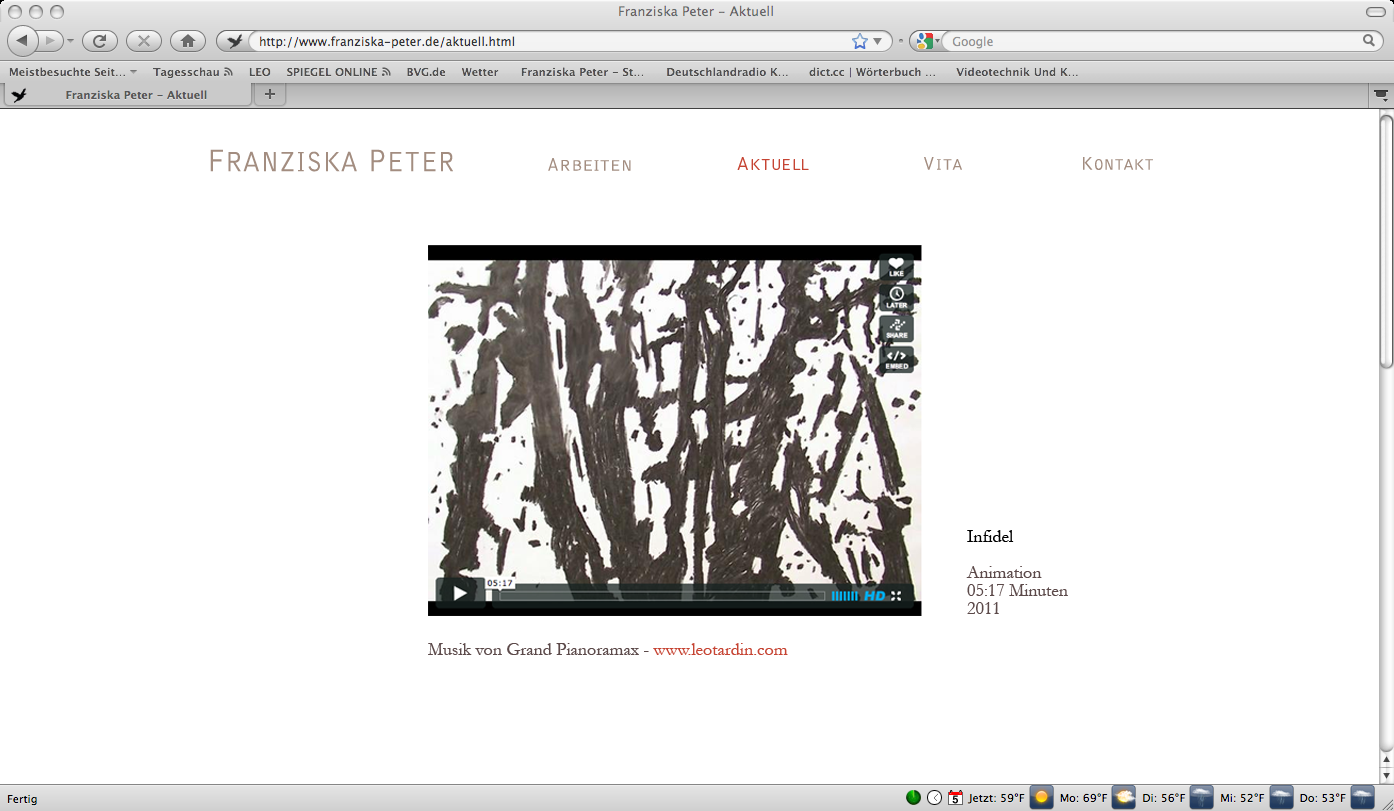 Franziska Peter – Aktuell
http://www.franziska-peter.de/aktuell.html
Google
Meistbesuchte Seit... Tagesschau LEO SPIEGEL ONLINE BVG.de Wetter Franziska Peter – St... Deutschlandradio K... dict.cc | Wörterbuch ... Videotechnik Und K...
Franziska Peter – Aktuell +
FRANZISKA PETER ARBEITEN AKTUELL VITA KONTAKT
LIKE
LATER
SHARE
EMBED
05:17
HD
Infidel
Animation
05:17 Minuten
2011
Musik von Grand Pianoramax - www.leotardin.com
Fertig 5 Jetzt: 59°F Mo: 69°F Di: 56°F Mi: 52°F Do: 53°F